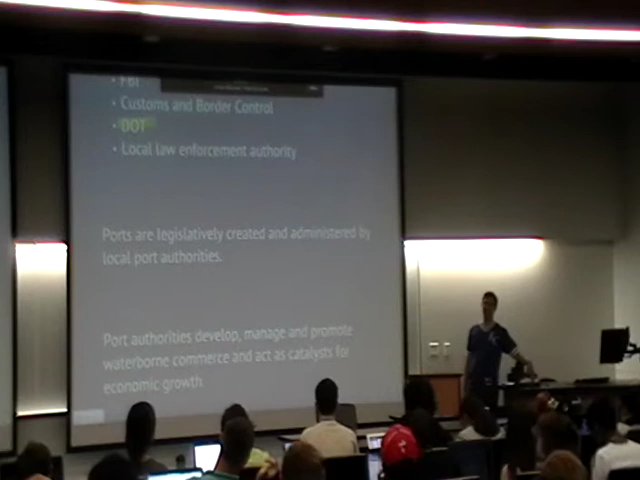 • FBI
• Customs and Border Control
• DOT
• Local law enforcement authority
Ports are legislatively created and administered by
local port authorities.
Port authorities develop, manage and promote
waterborne commerce and act as catalysts for
economic growth